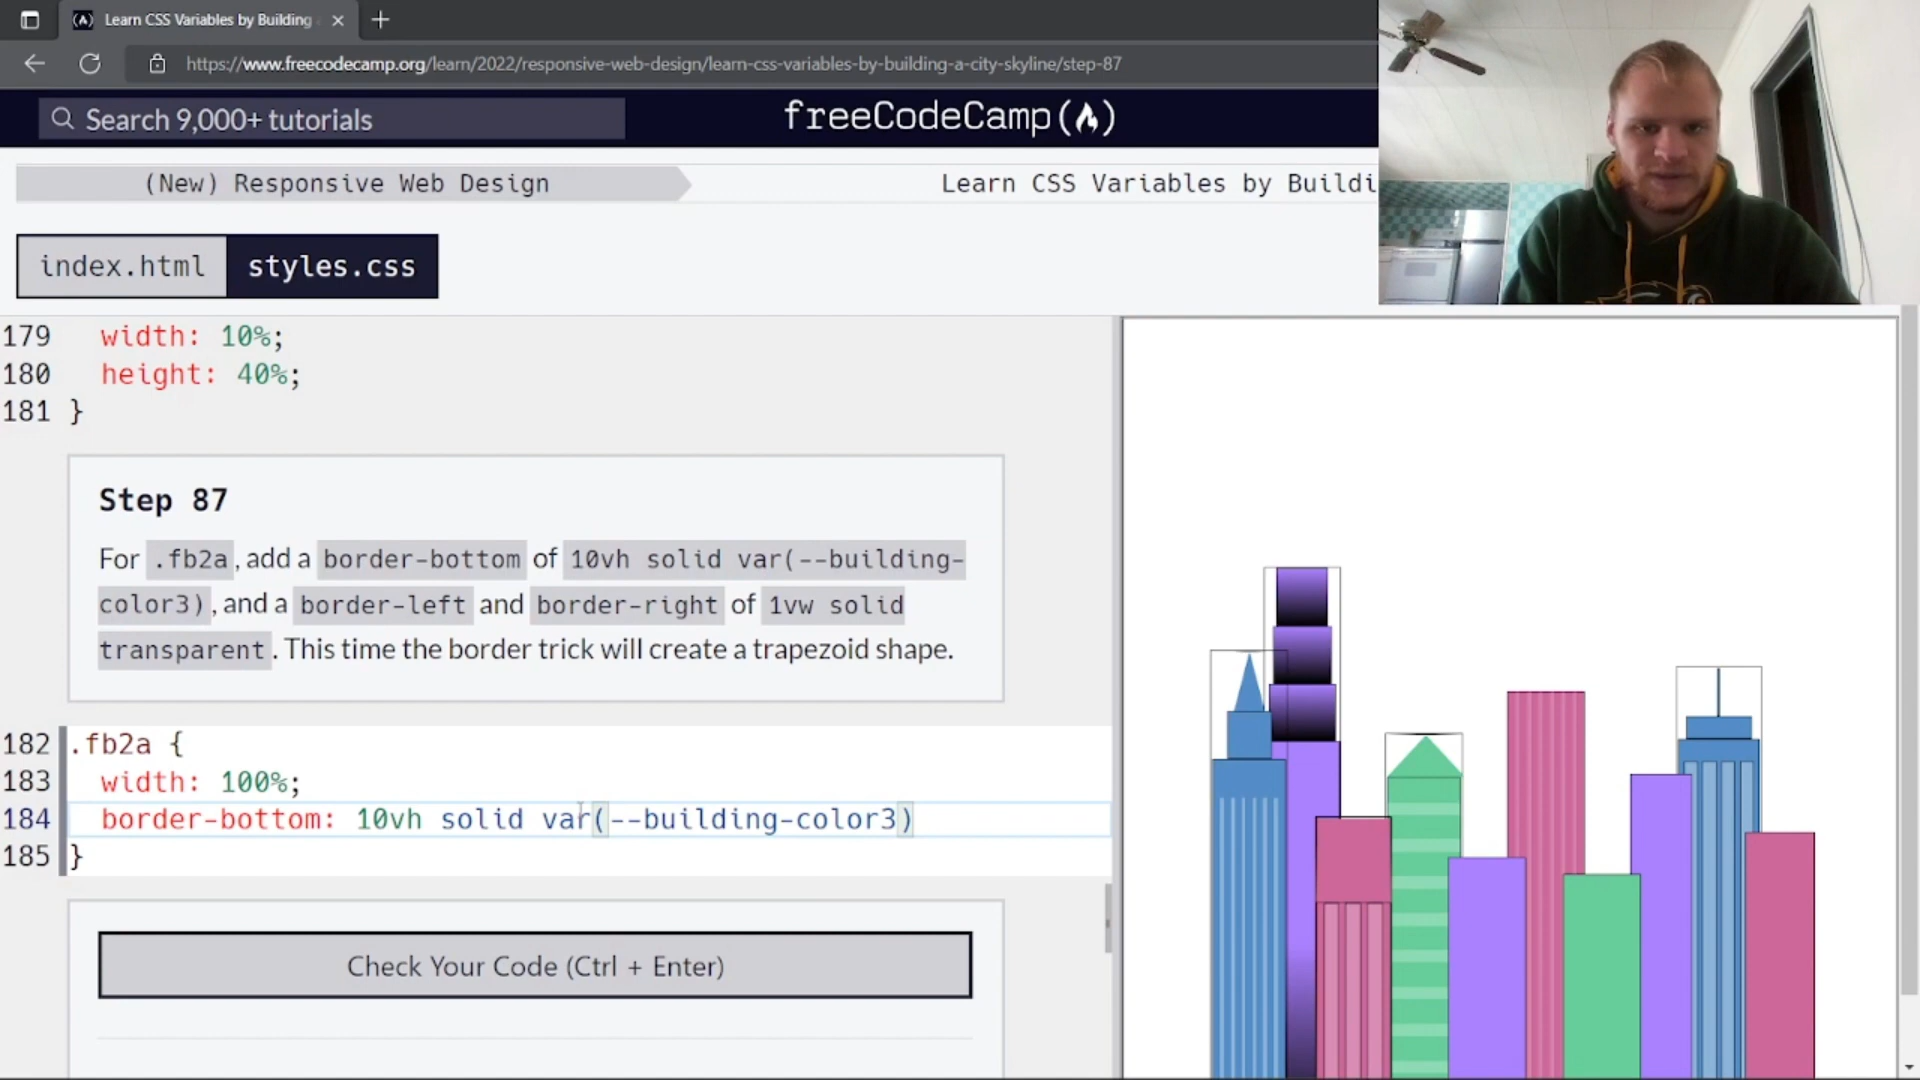 Learn CSS Variables by Building
https://www.freecodecamp.org/learn/2022/responsive-web-design/learn-css-variables-by-building-a-city-skyline/step-87
Search 9,000+ tutorials
freeCodeCamp
(New) Responsive Web Design
Learn CSS Variables by Buildi
index.html
styles.css
179 width: 10%;
180 height: 40%;
181 }
Step 87
For .fb2a, add a border-bottom of 10vh solid var(--building-
color3), and a border-left and border-right of 1vw solid
transparent. This time the border trick will create a trapezoid shape.
182 .fb2a {
183 width: 100%;
184 border-bottom: 10vh solid var(--building-color3)
185 }
Check Your Code (Ctrl + Enter)